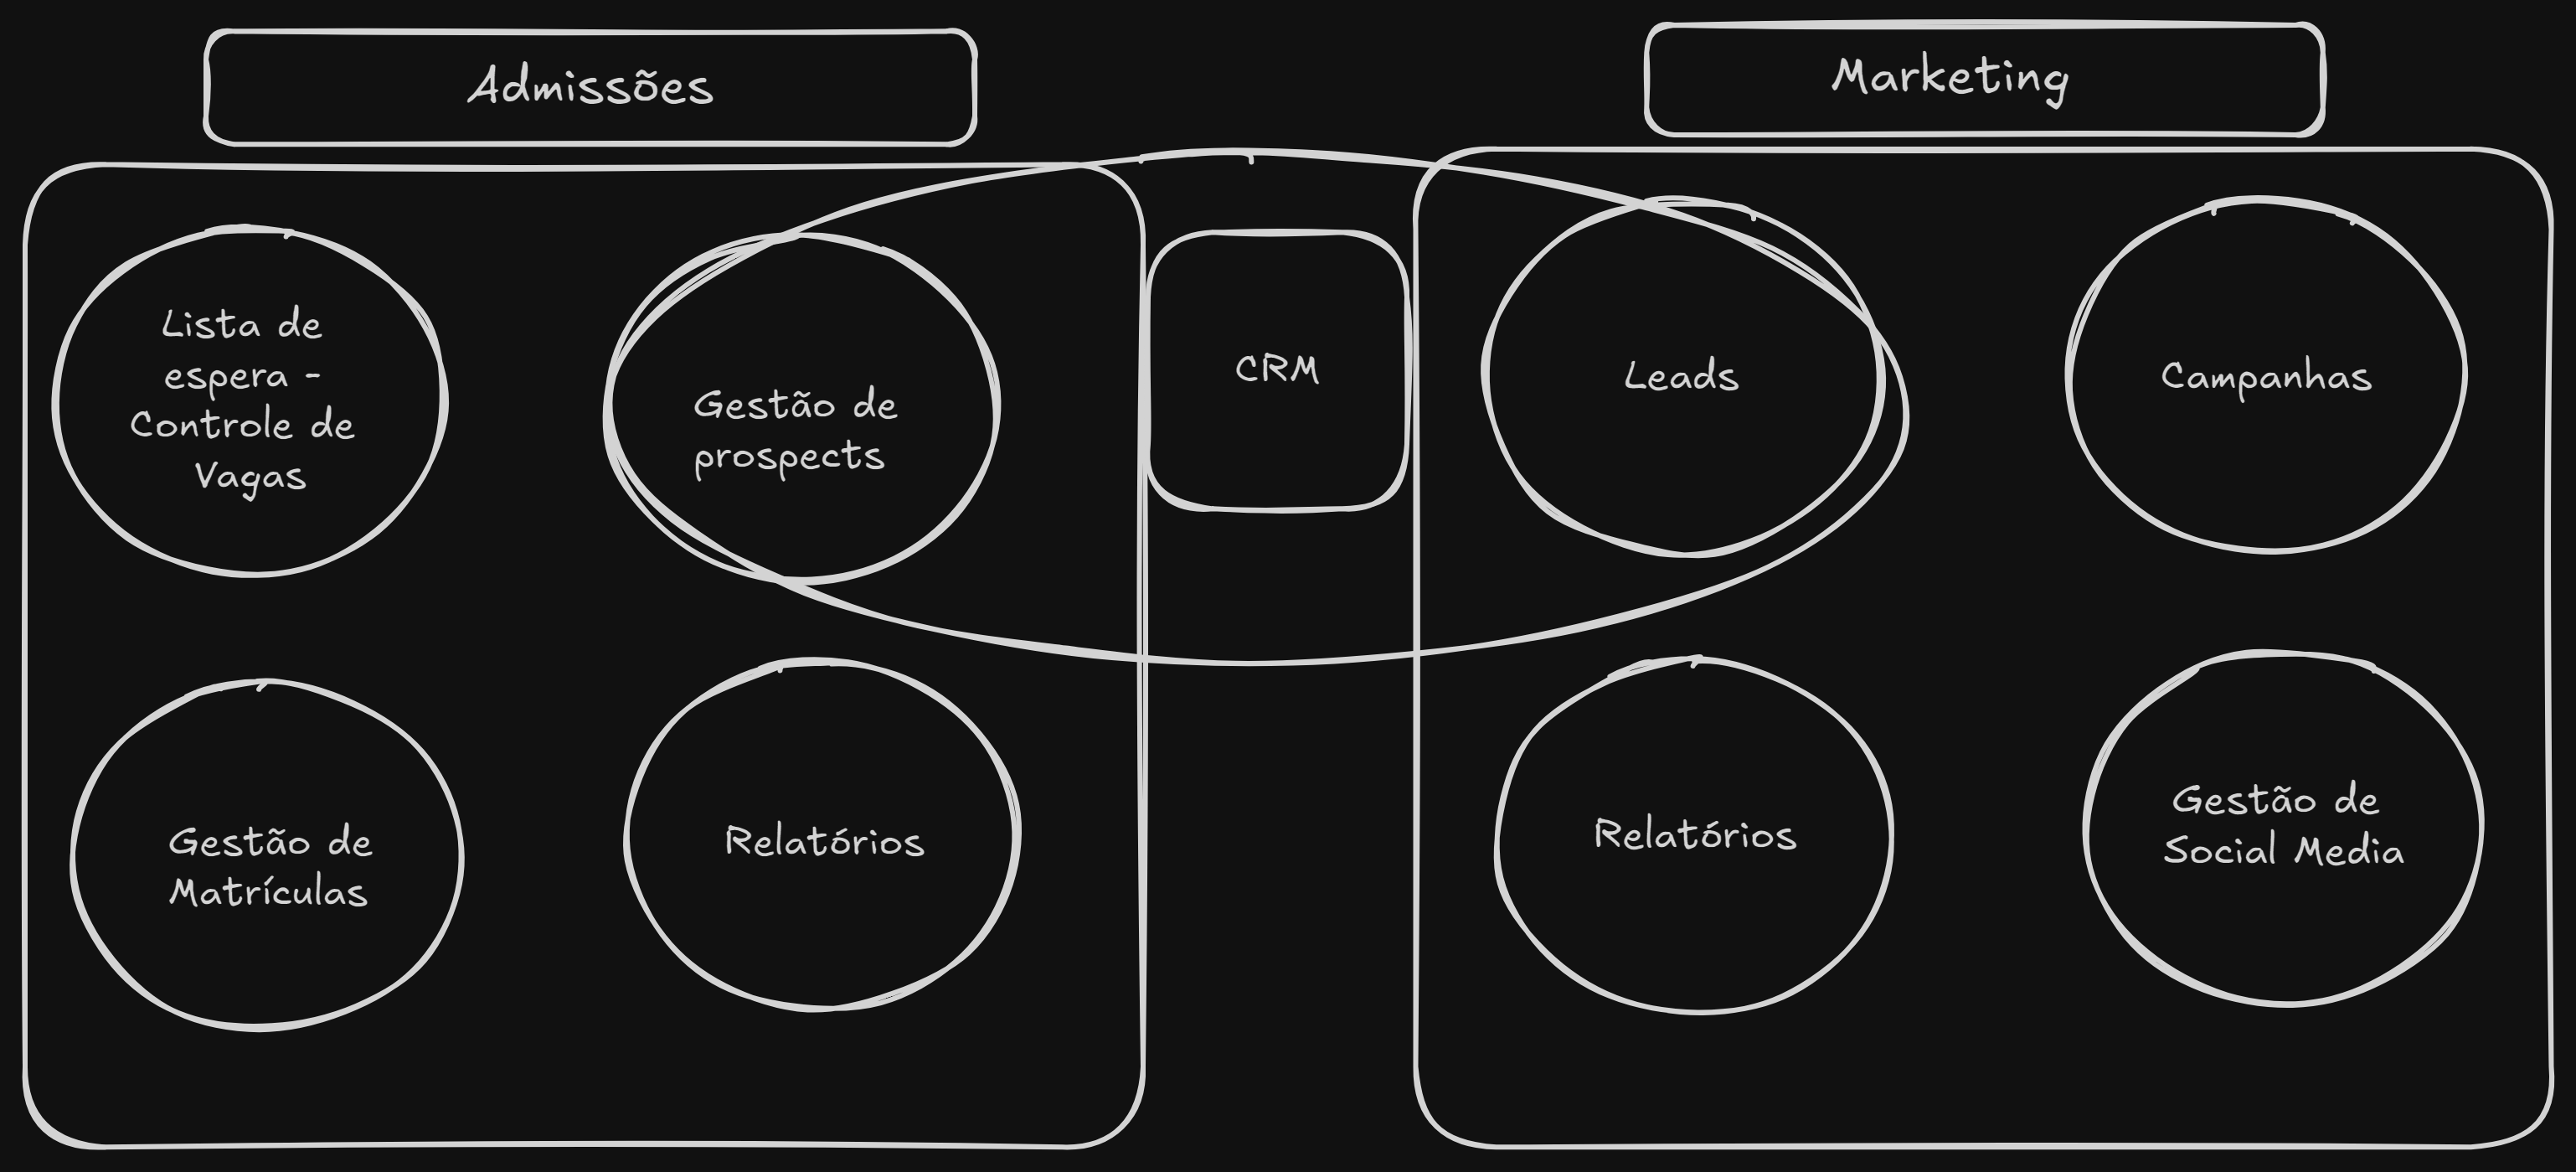 Admissões
Marketing
Lista de
espera -
Controle de
Vagas
Gestão de
prospects
CRM
Leads
Campanhas
Gestão de
Matrículas
Relatórios
Relatórios
Gestão de
Social Media